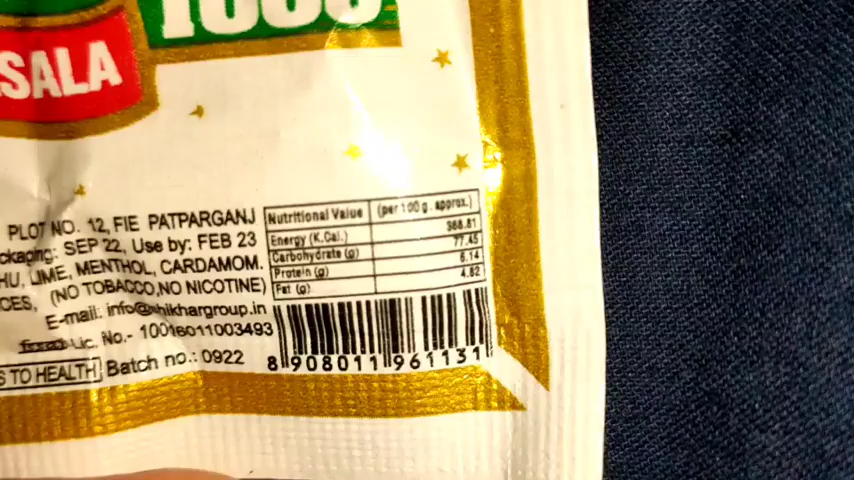 SALA
PLOT NO. 12, FIE PATPARGANJ
ckaging: SEP 22, Use by: FEB 23
HU, LIME, MENTHOL, CARDAMOM.
CES, (NO TOBACCO,NO NICOTINE)
E-mail: info@shikhargroup.in
Lic. No.- 10016011003493
S TO HEALTH Batch no.: 0922
Nutritional Value (per 100 g. approx.)
Energy (K.Cal.) 388.81
Carbohydrate (g) 77.45
Protein (g) 6.14
Fat (g) 4.82
8 908011 961131